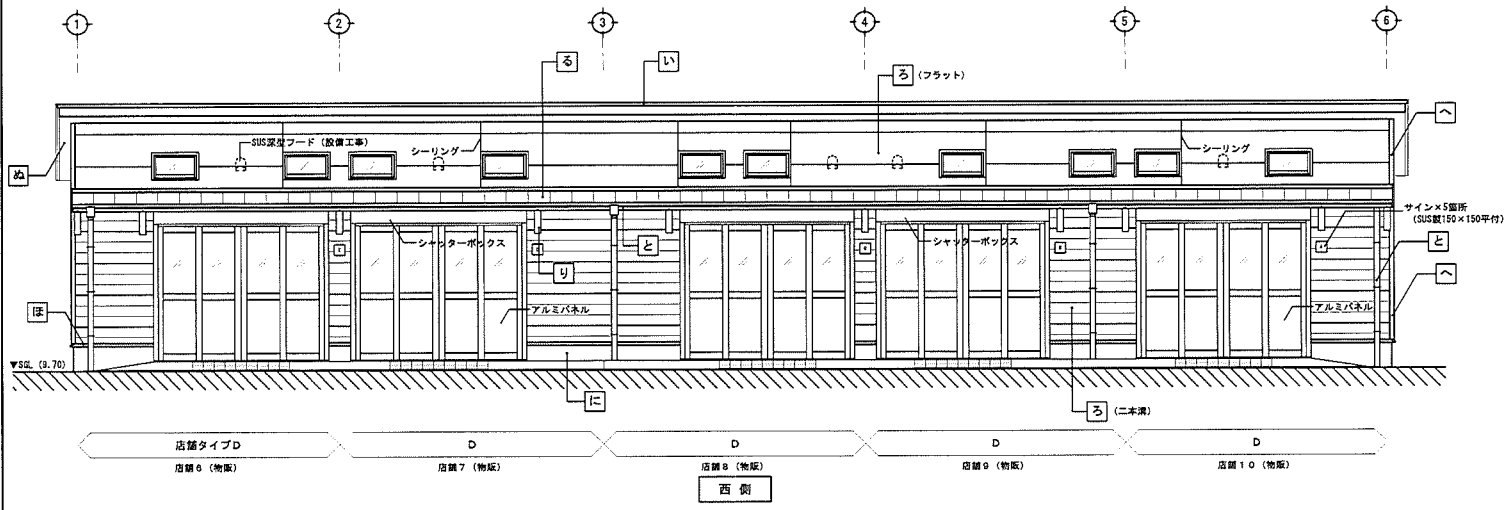 1 2 3 4 5 6
る い ろ (フラット)
へ
SUS深型フード (設備工事)
シーリング
シーリング
ぬ
サイン×5箇所
(SUS製150×150平付)
シャッターボックス
と
シャッターボックス
と
り
へ
ほ
アルミパネル
アルミパネル
▼SGL (9.70)
に
ろ (二本溝)
店舗タイプD D D D D
店舗6 (物販) 店舗7 (物販) 店舗8 (物販) 店舗9 (物販) 店舗10 (物販)
西側